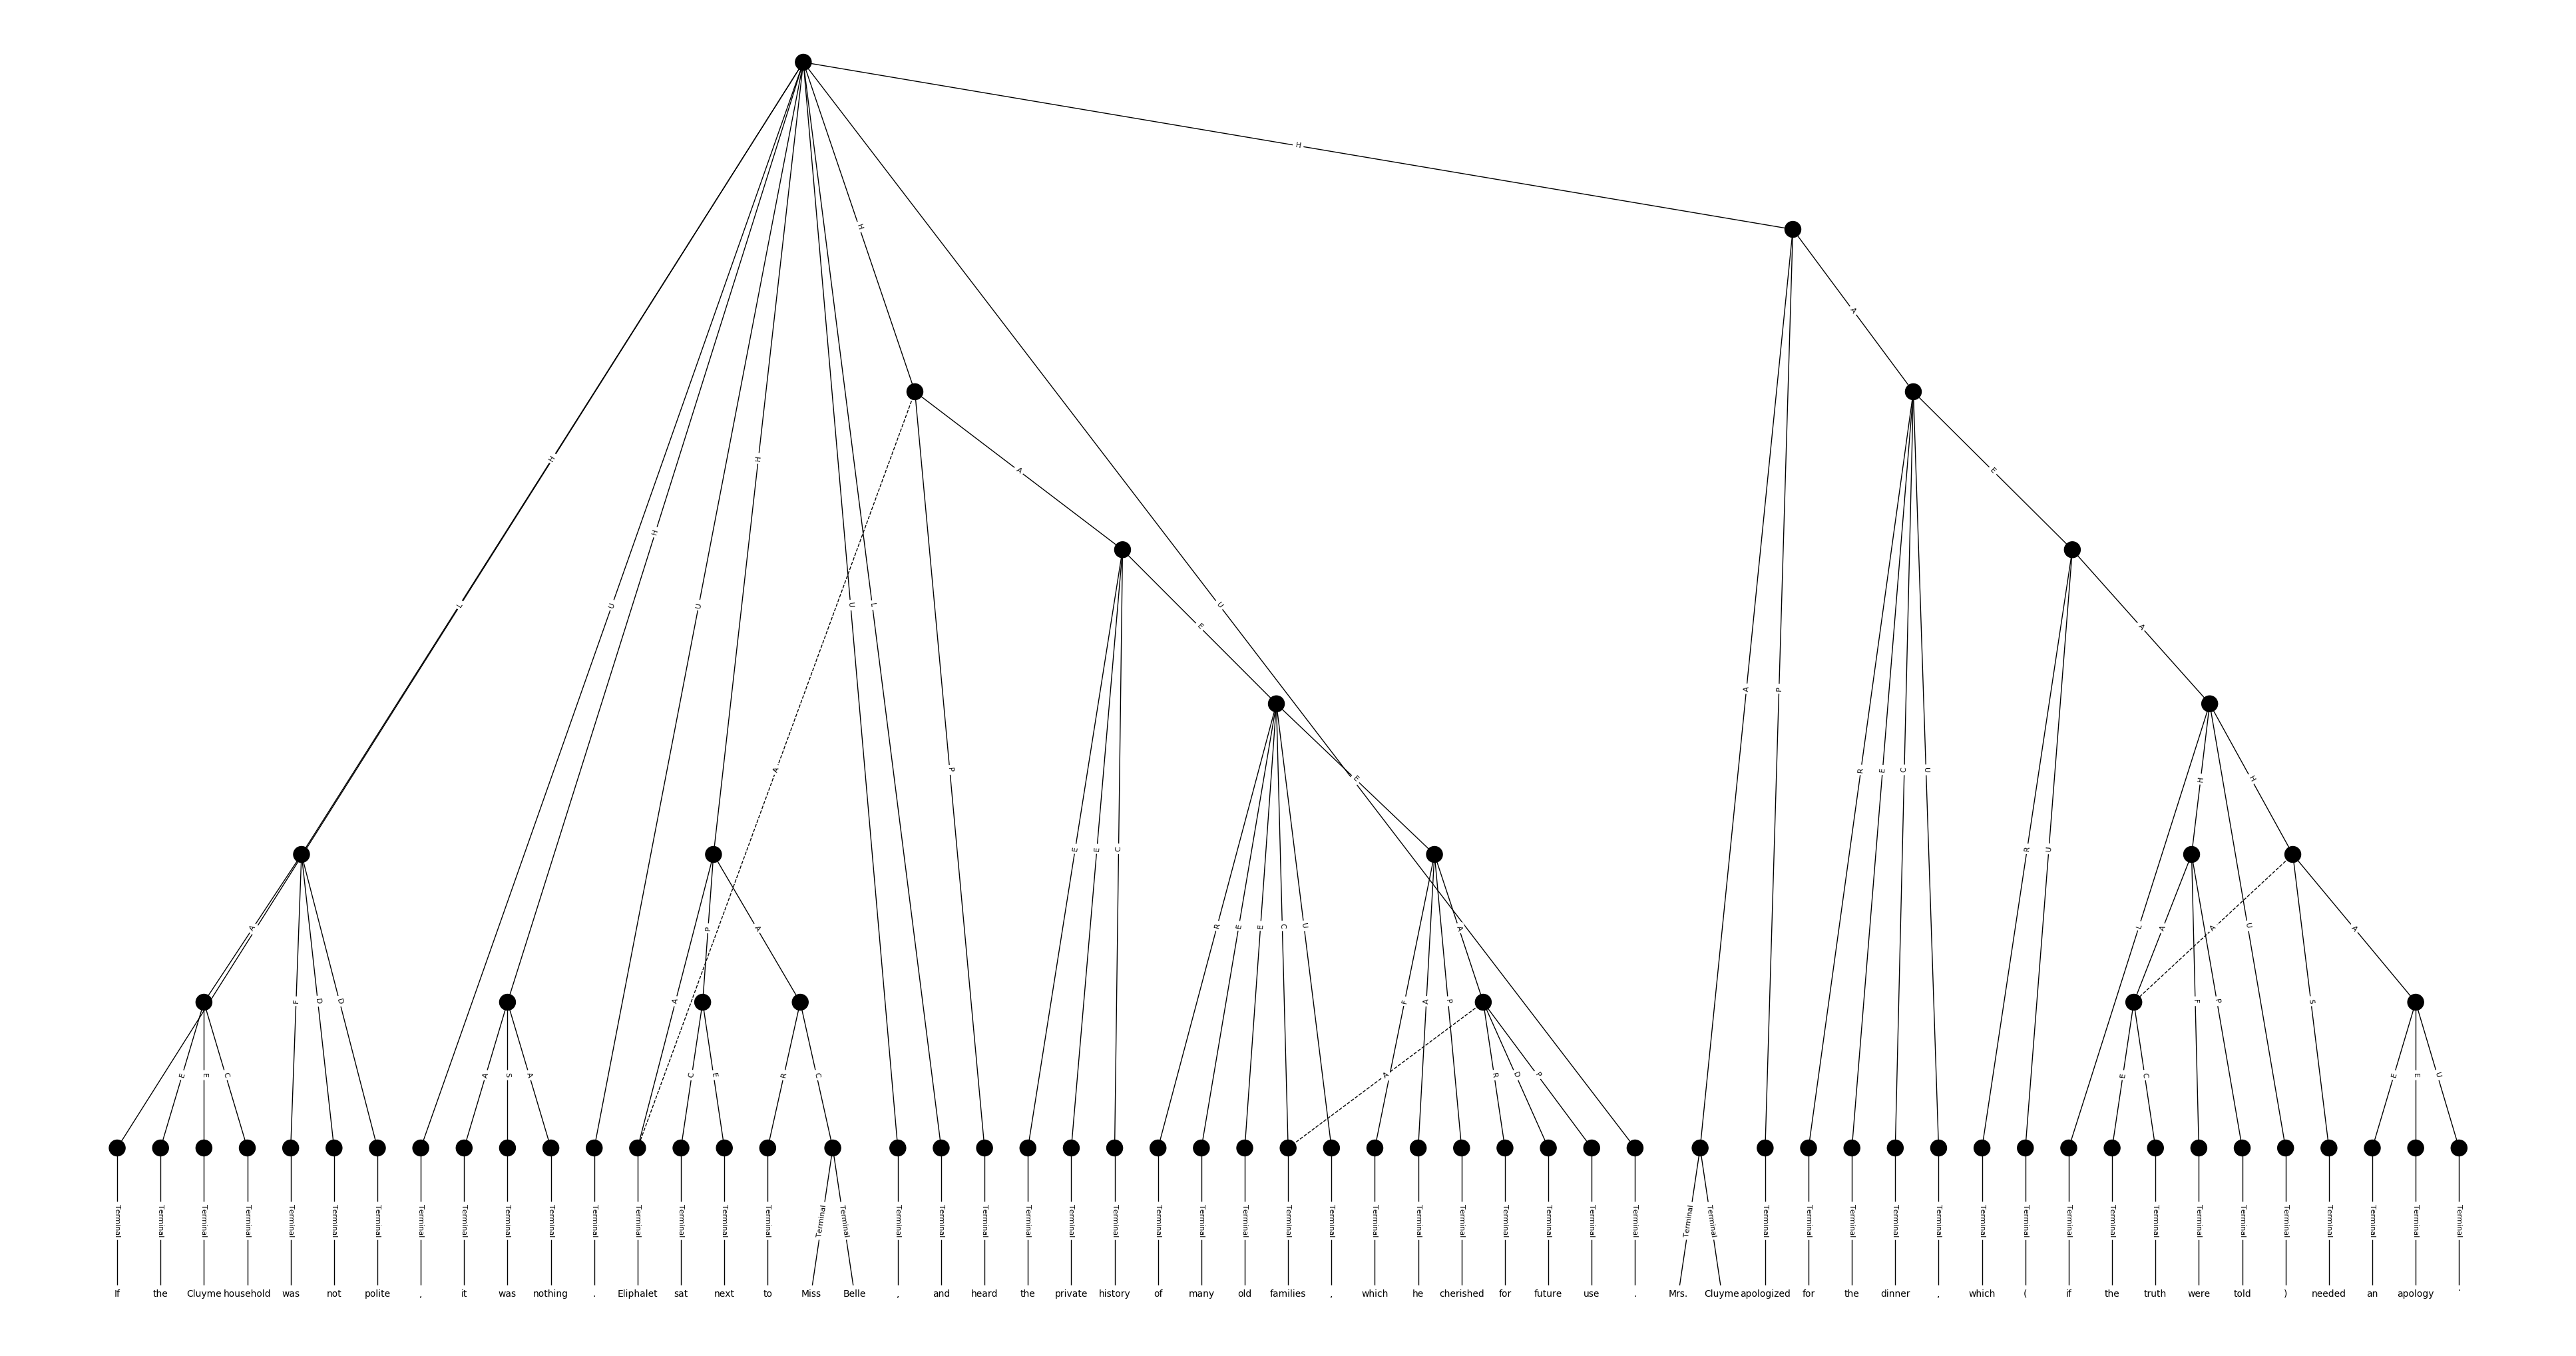 H
H
A
A
E
H
H
U
H
L
U
U
U
L
U
E
A
A
P
A
P
R
E
C
U
E
H
H
E
E
C
R
U
A
P
A
R
E
E
C
U
A
L
A
A
U
A
F
D
D
A
F
A
P
F
P
S
E
E
C
A
S
A
C
E
R
C
A
R
D
P
E
C
E
E
U
Terminal Terminal Terminal Terminal Terminal Terminal Terminal Terminal Terminal Terminal Terminal Terminal Terminal Terminal Terminal Terminal Terminal Terminal Terminal Terminal Terminal Terminal Terminal Terminal Terminal Terminal Terminal Terminal Terminal Terminal Terminal Terminal Terminal Terminal Terminal Terminal Terminal Terminal Terminal Terminal Terminal Terminal Terminal Terminal Terminal Terminal Terminal Terminal Terminal Terminal Terminal Terminal Terminal Terminal Terminal
If the Cluyme household was not polite , it was nothing . Eliphalet sat next to Miss Belle , and heard the private history of many old families , which he cherished for future use . Mrs. Cluyme apologized for the dinner , which ( if the truth were told ) needed an apology .